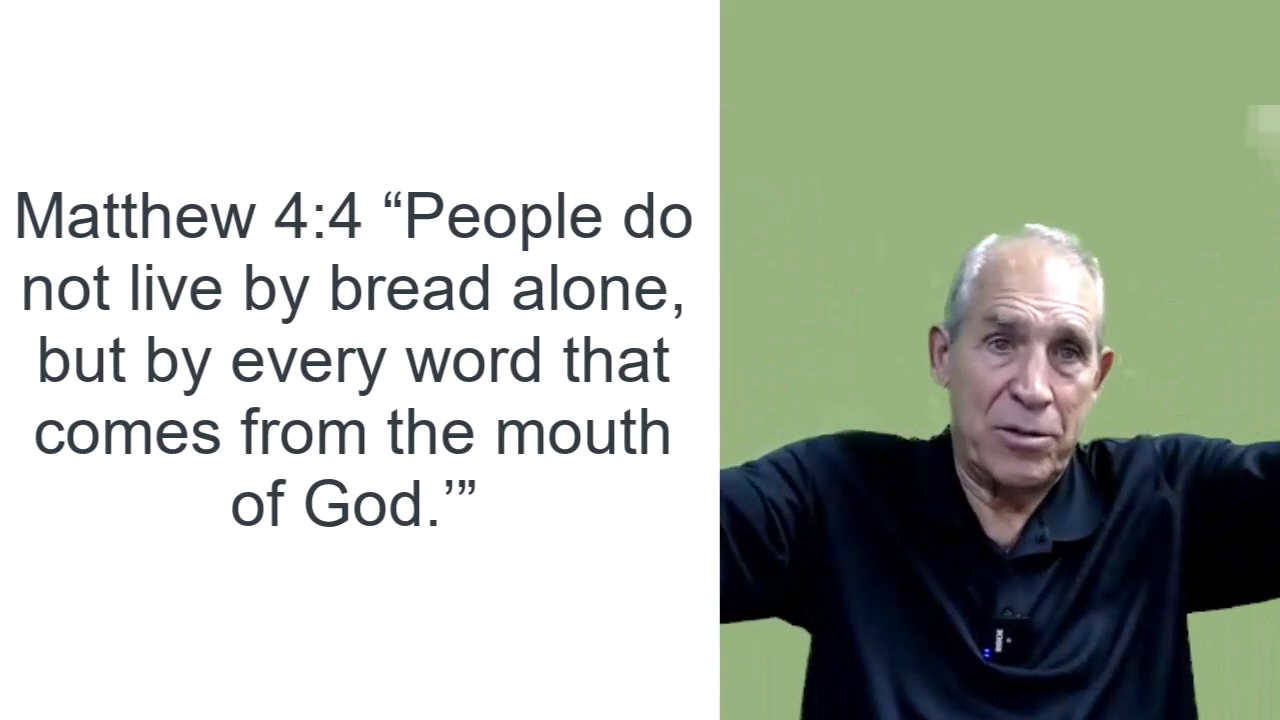 Matthew 4:4 “People do
not live by bread alone,
but by every word that
comes from the mouth
of God.’”